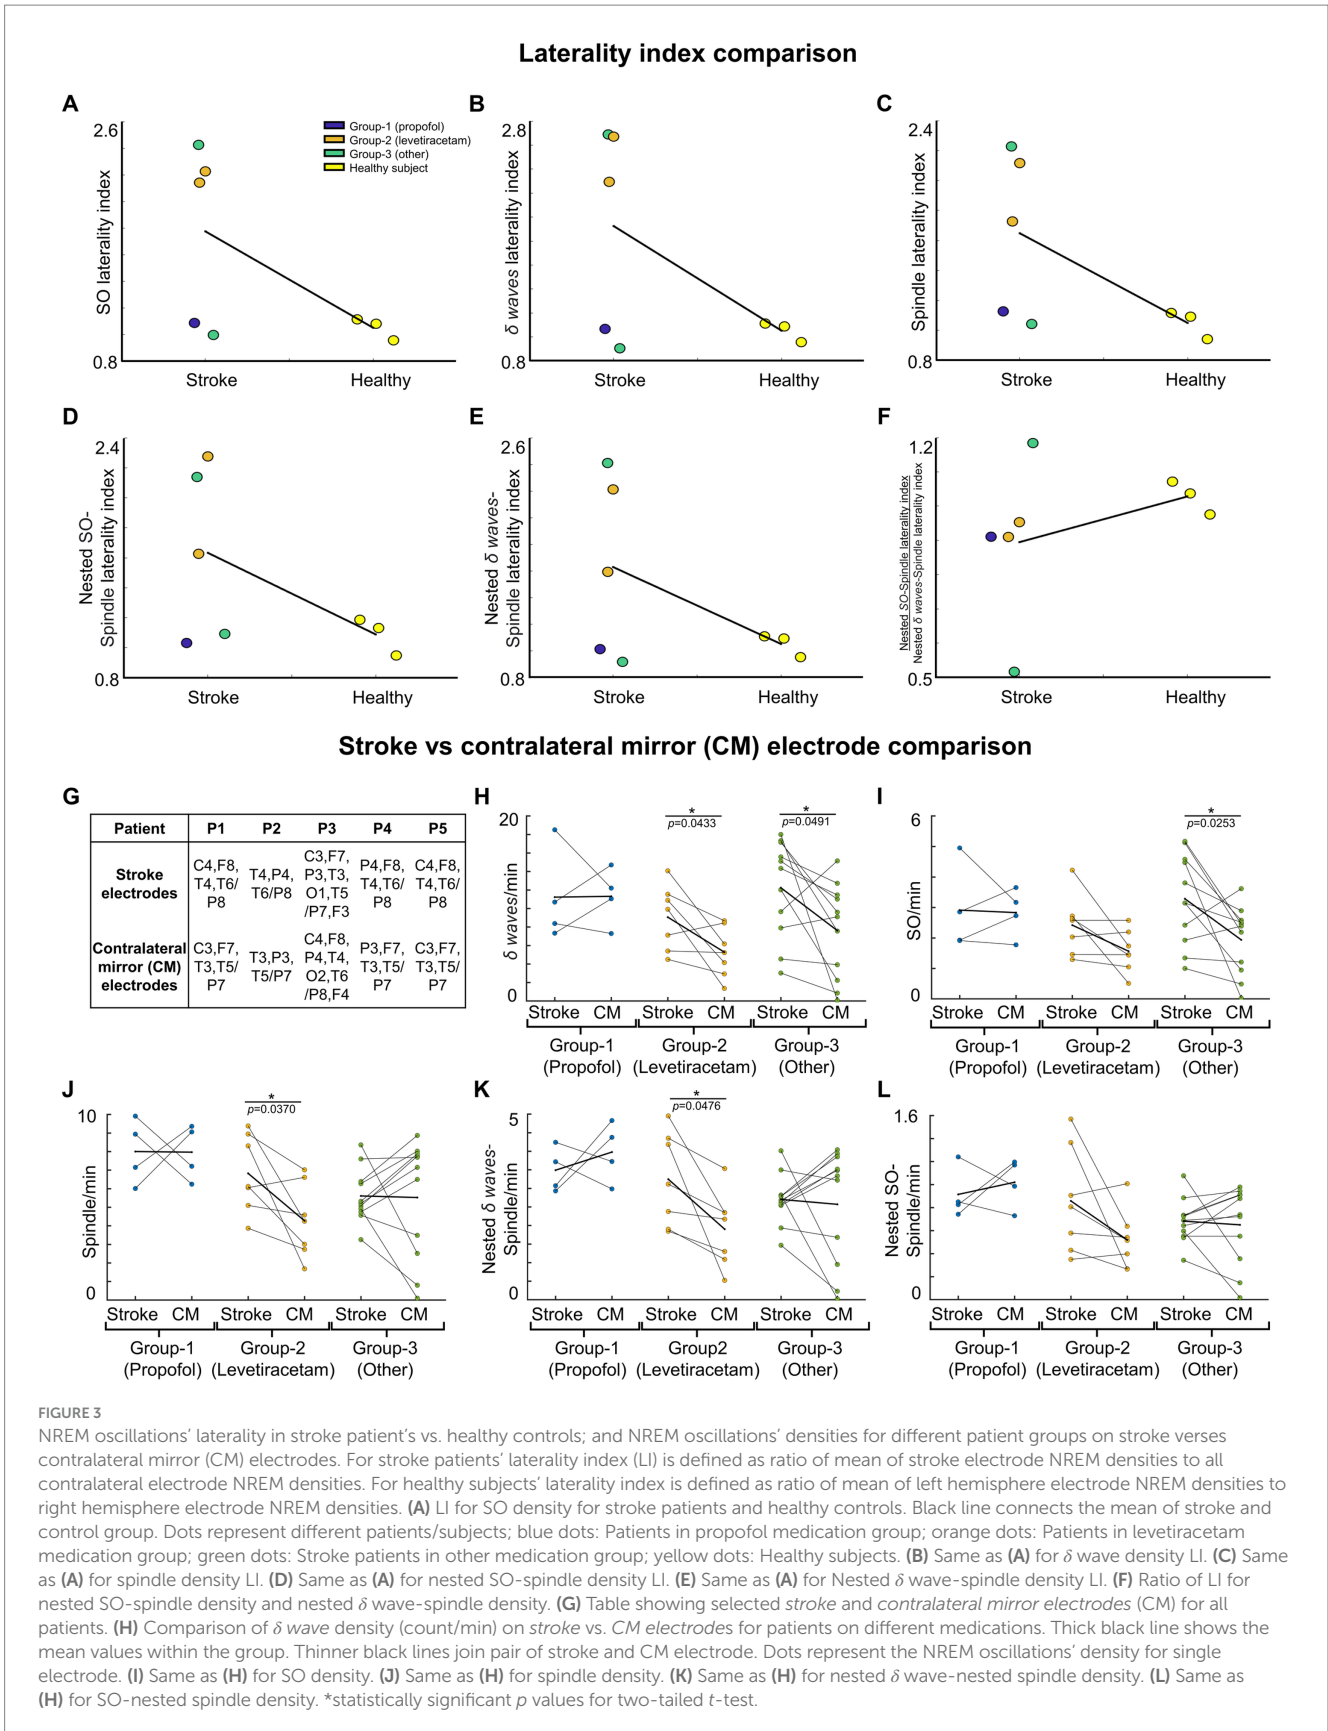 Laterality index comparison
A
2.6
SO laterality index
0.8
Stroke
Healthy
Group-1 (propofol)
Group-2 (levetiracetam)
Group-3 (other)
Healthy subject
B
2.8
δ waves laterality index
0.8
Stroke
Healthy
C
2.4
Spindle laterality index
0.8
Stroke
Healthy
D
2.4
Nested SO-
Spindle laterality index
0.8
Stroke
Healthy
E
2.6
Nested δ waves-
Spindle laterality index
0.8
Stroke
Healthy
F
1.2
Nested SO-Spindle laterality index
Nested δ waves-Spindle laterality index
0.5
Stroke
Healthy
Stroke vs contralateral mirror (CM) electrode comparison
G
Patient P1 P2 P3 P4 P5
Stroke
electrodes
C4,F8,
T4,T6/
P8
T4,P4,
T6/P8
C3,F7,
P3,T3,
O1,T5
/P7,F3
P4,F8,
T4,T6/
P8
C4,F8,
T4,T6/
P8
Contralateral
mirror (CM)
electrodes
C3,F7,
T3,T5/
P7
T3,P3,
T5/P7
C4,F8,
P4,T4,
O2,T6
/P8,F4
P3,F7,
T3,T5/
P7
C3,F7,
T3,T5/
P7
H
20
δ waves/min
0
*
p=0.0433
*
p=0.0491
Stroke CM Stroke CM Stroke CM
Group-1 Group-2 Group-3
(Propofol) (Levetiracetam) (Other)
I
6
SO/min
0
*
p=0.0253
Stroke CM Stroke CM Stroke CM
Group-1 Group-2 Group-3
(Propofol) (Levetiracetam) (Other)
J
10
Spindle/min
0
*
p=0.0370
Stroke CM Stroke CM Stroke CM
Group-1 Group-2 Group-3
(Propofol) (Levetiracetam) (Other)
K
5
Nested δ waves-
Spindle/min
0
*
p=0.0476
Stroke CM Stroke CM Stroke CM
Group-1 Group2 Group-3
(Propofol) (Levetiracetam) (Other)
L
1.6
Nested SO-
Spindle/min
0
Stroke CM Stroke CM Stroke CM
Group-1 Group-2 Group-3
(Propofol) (Levetiracetam) (Other)
FIGURE 3
NREM oscillations' laterality in stroke patient's vs. healthy controls; and NREM oscillations' densities for different patient groups on stroke verses
contralateral mirror (CM) electrodes. For stroke patients' laterality index (LI) is defined as ratio of mean of stroke electrode NREM densities to all
contralateral electrode NREM densities. For healthy subjects' laterality index is defined as ratio of mean of left hemisphere electrode NREM densities to
right hemisphere electrode NREM densities. (A) LI for SO density for stroke patients and healthy controls. Black line connects the mean of stroke and
control group. Dots represent different patients/subjects; blue dots: Patients in propofol medication group; orange dots: Patients in levetiracetam
medication group; green dots: Stroke patients in other medication group; yellow dots: Healthy subjects. (B) Same as (A) for δ wave density LI. (C) Same
as (A) for spindle density LI. (D) Same as (A) for nested SO-spindle density LI. (E) Same as (A) for Nested δ wave-spindle density LI. (F) Ratio of LI for
nested SO-spindle density and nested δ wave-spindle density. (G) Table showing selected stroke and contralateral mirror electrodes (CM) for all
patients. (H) Comparison of δ wave density (count/min) on stroke vs. CM electrodes for patients on different medications. Thick black line shows the
mean values within the group. Thinner black lines join pair of stroke and CM electrode. Dots represent the NREM oscillations' density for single
electrode. (I) Same as (H) for SO density. (J) Same as (H) for spindle density. (K) Same as (H) for nested δ wave-nested spindle density. (L) Same as
(H) for SO-nested spindle density. *statistically significant p values for two-tailed t-test.